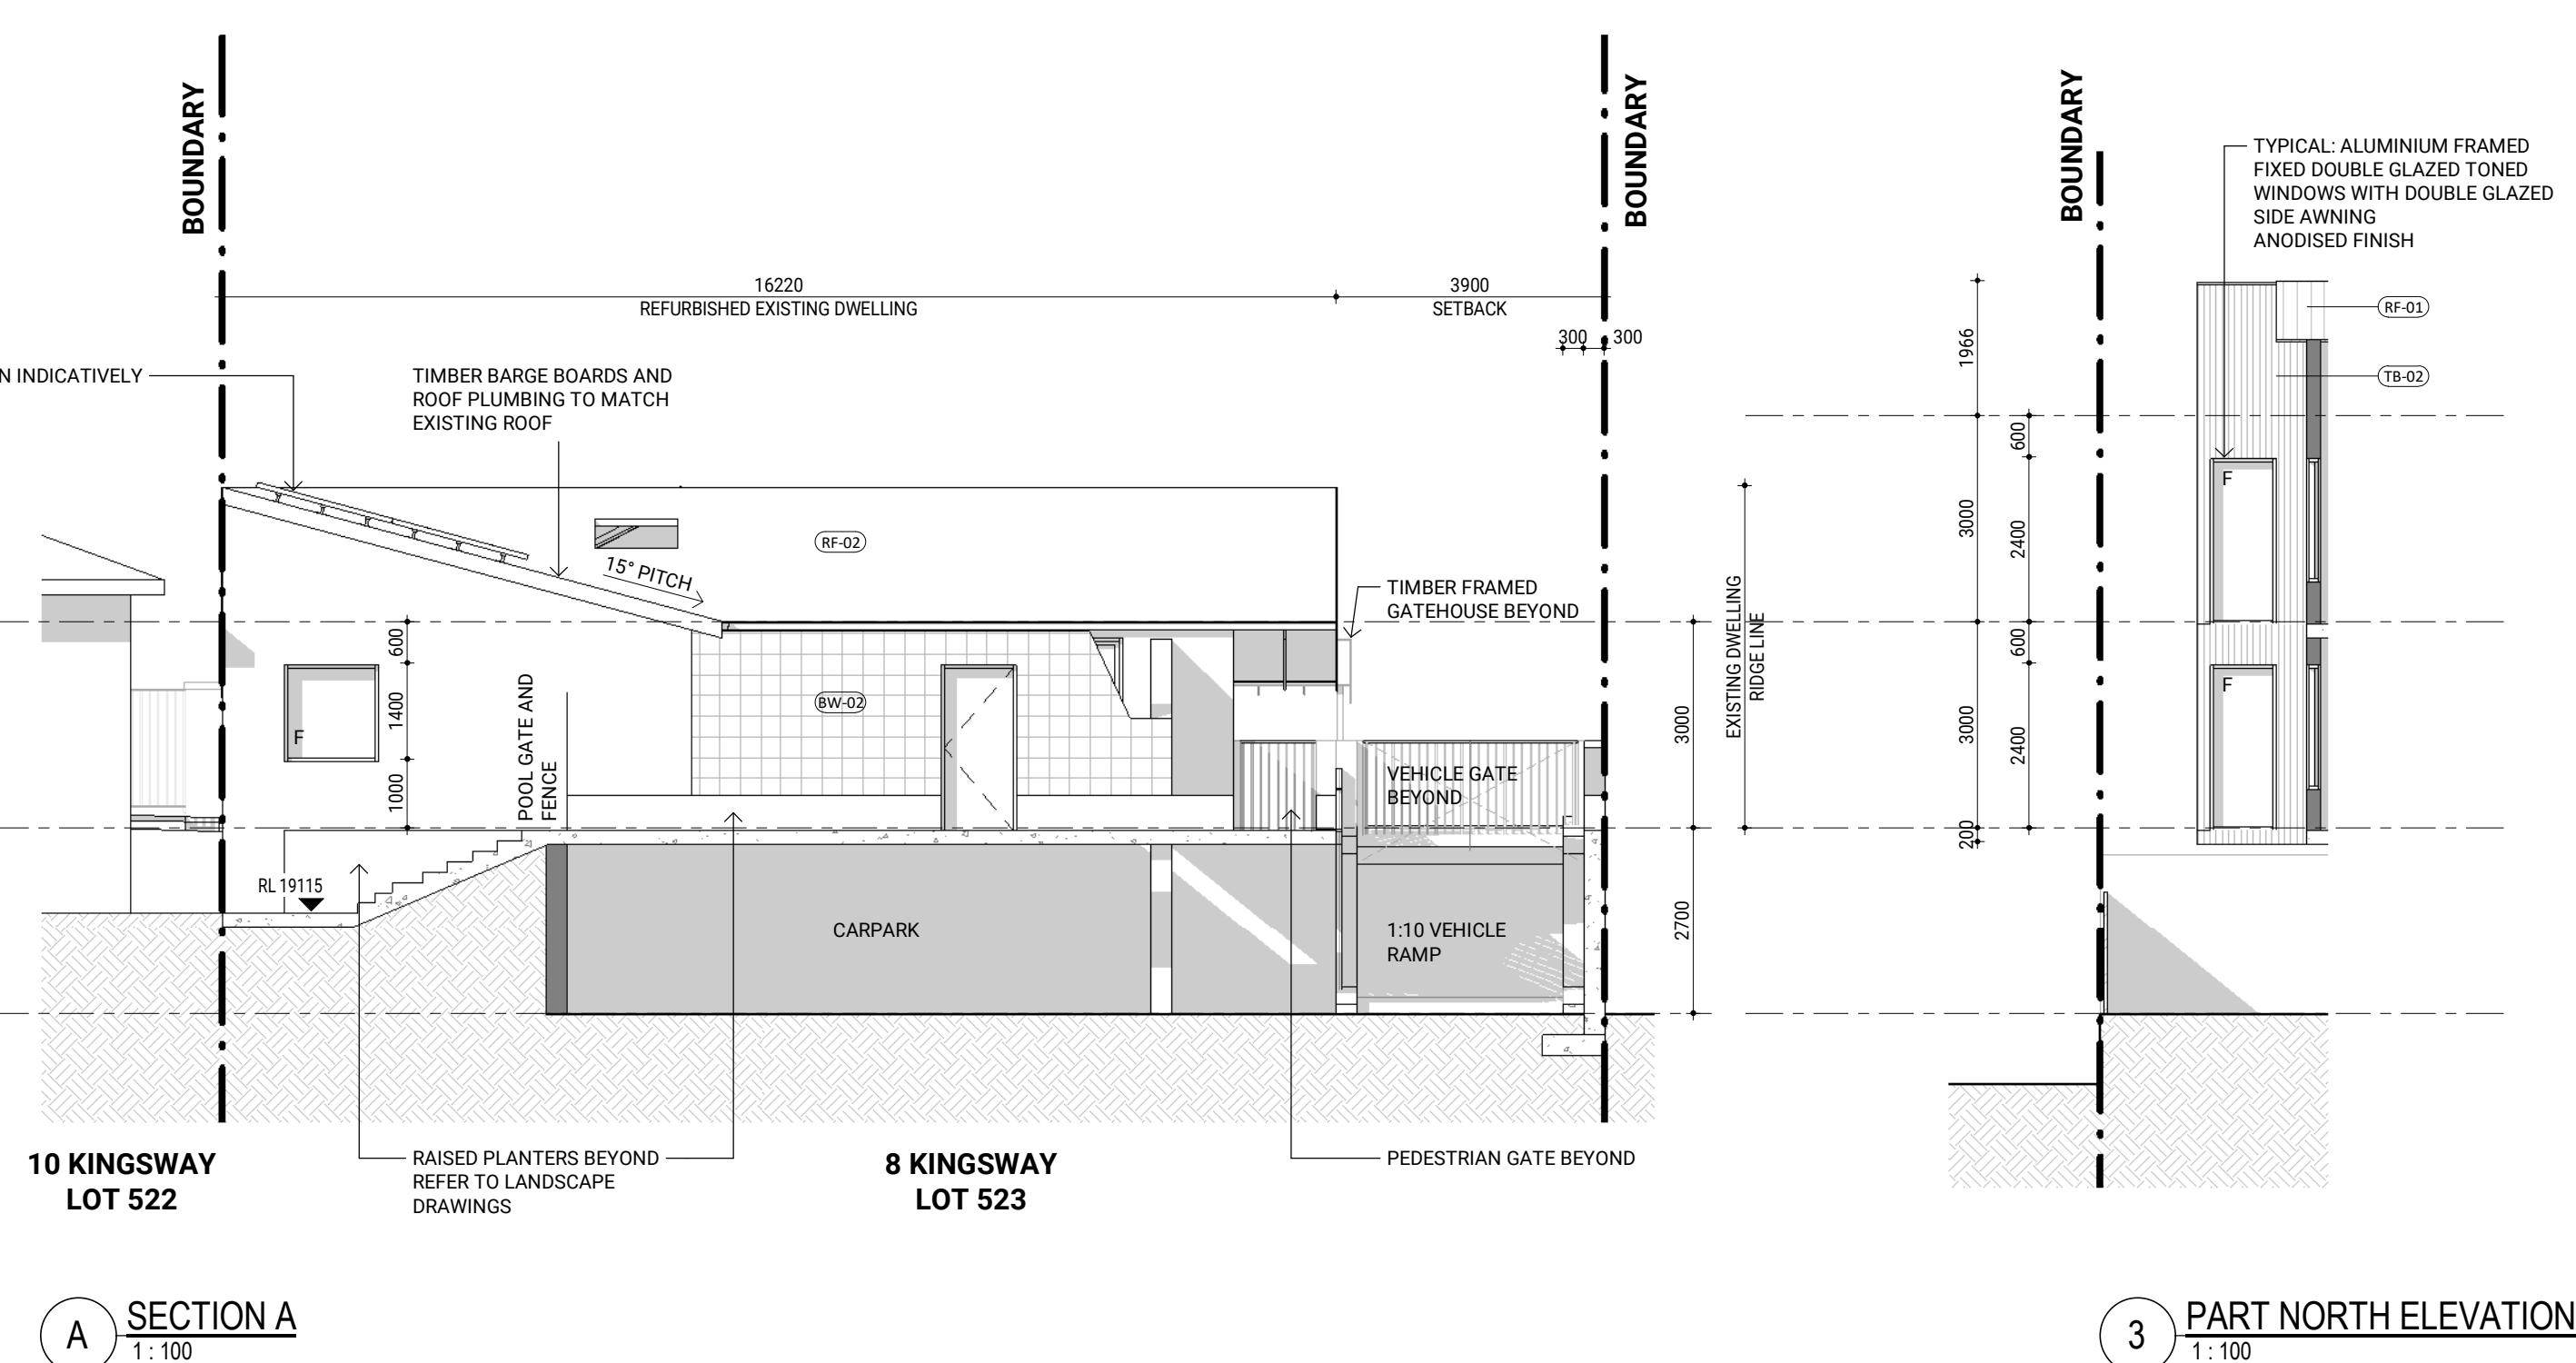 BOUNDARY
BOUNDARY
BOUNDARY
TYPICAL: ALUMINIUM FRAMED
FIXED DOUBLE GLAZED TONED
WINDOWS WITH DOUBLE GLAZED
SIDE AWNING
ANODISED FINISH
16220
REFURBISHED EXISTING DWELLING
3900
SETBACK
300
300
RF-01
1966
TB-02
N INDICATIVELY
TIMBER BARGE BOARDS AND
ROOF PLUMBING TO MATCH
EXISTING ROOF
600
F
3000
2400
RF-02
15° PITCH
TIMBER FRAMED
GATEHOUSE BEYOND
EXISTING DWELLING
RIDGE LINE
600
1400
1000
F
POOL GATE AND
FENCE
BW-02
VEHICLE GATE
BEYOND
3000
600
F
3000
2400
200
RL 19115
CARPARK
1:10 VEHICLE
RAMP
2700
RAISED PLANTERS BEYOND
REFER TO LANDSCAPE
DRAWINGS
PEDESTRIAN GATE BEYOND
10 KINGSWAY
LOT 522
8 KINGSWAY
LOT 523
A
SECTION A
1 : 100
3
PART NORTH ELEVATION
1 : 100